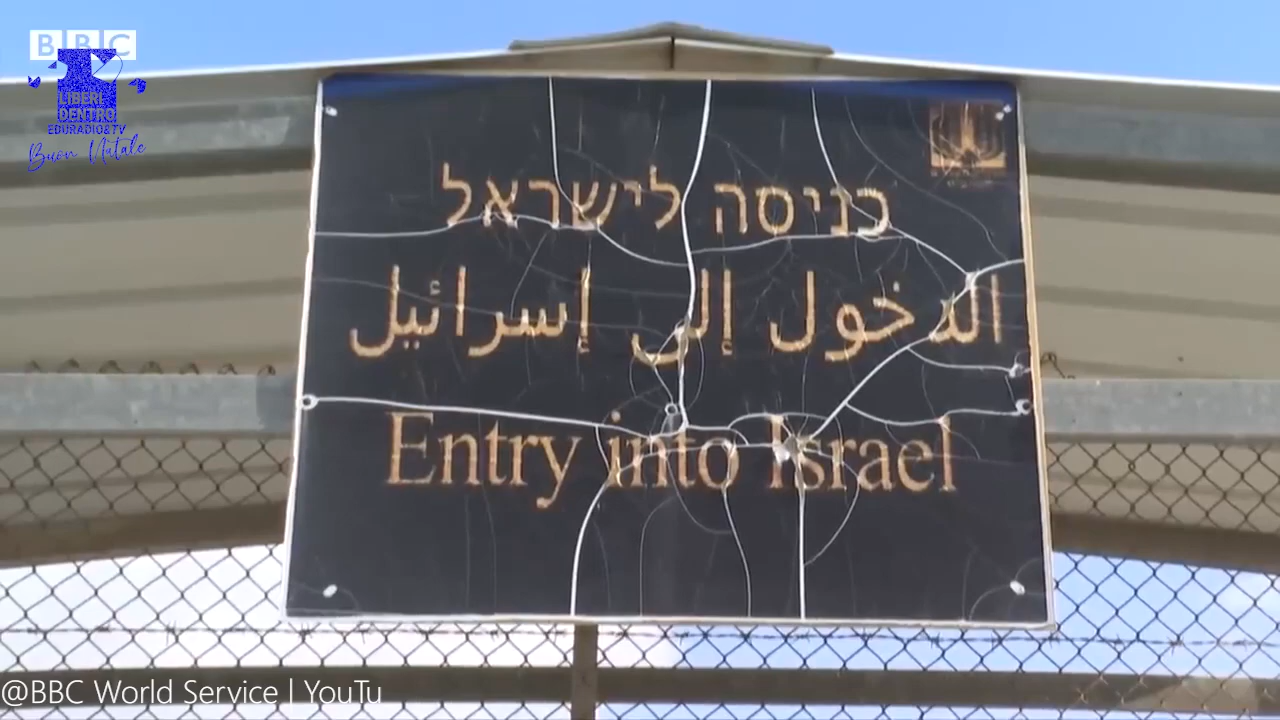 BBC
LIBERI
DENTRO
EDURADIO&TV
Buon Natale
כניסה לישראל
الدخول إلى إسرائيل
Entry into Israel
@BBC World Service | YouTu